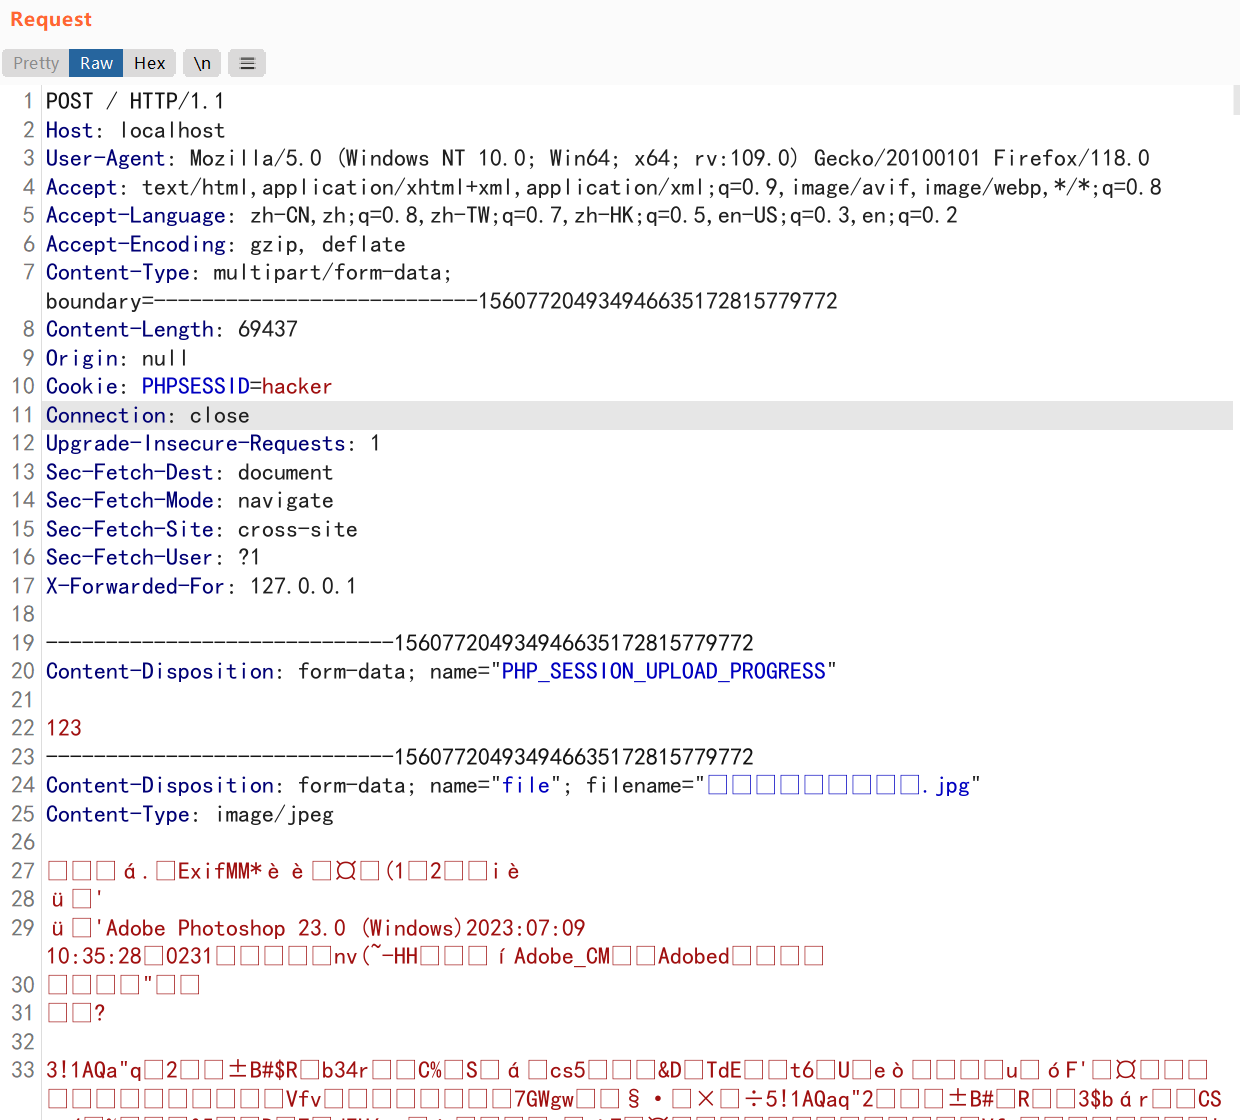 Request
Pretty Raw Hex \n ≡
1 POST / HTTP/1.1
2 Host: localhost
3 User-Agent: Mozilla/5.0 (Windows NT 10.0; Win64; x64; rv:109.0) Gecko/20100101 Firefox/118.0
4 Accept: text/html,application/xhtml+xml,application/xml;q=0.9,image/avif,image/webp,*/*;q=0.8
5 Accept-Language: zh-CN,zh;q=0.8,zh-TW;q=0.7,zh-HK;q=0.5,en-US;q=0.3,en;q=0.2
6 Accept-Encoding: gzip, deflate
7 Content-Type: multipart/form-data;
boundary=---------------------------156077204934946635172815779772
8 Content-Length: 69437
9 Origin: null
10 Cookie: PHPSESSID=hacker
11 Connection: close
12 Upgrade-Insecure-Requests: 1
13 Sec-Fetch-Dest: document
14 Sec-Fetch-Mode: navigate
15 Sec-Fetch-Site: cross-site
16 Sec-Fetch-User: ?1
17 X-Forwarded-For: 127.0.0.1
18
19 -----------------------------156077204934946635172815779772
20 Content-Disposition: form-data; name="PHP_SESSION_UPLOAD_PROGRESS"
21
22 123
23 -----------------------------156077204934946635172815779772
24 Content-Disposition: form-data; name="file"; filename="□□□□□□□□□.jpg"
25 Content-Type: image/jpeg
26
27 □□□á.□ExifMM*èè□¤□(1□2□□iè
28 ü□'
29 ü□'Adobe Photoshop 23.0 (Windows)2023:07:09
10:35:28□0231□□□□□nv(~-HH□□□íAdobe_CM□□Adobed□□□□
30 □□□□"□□
31 □□?
32
33 3!1AQa"q□2□□±B#$R□b34r□□C%□S□á□cs5□□□&D□TdE□□t6□U□eò□□□□u□óF'□¤□□□
□□□□□□□□□□Vfv□□□□□□□□7GWgw□□§·□×□÷5!1AQaq"2□□□±B#□R□□3$bár□□CS